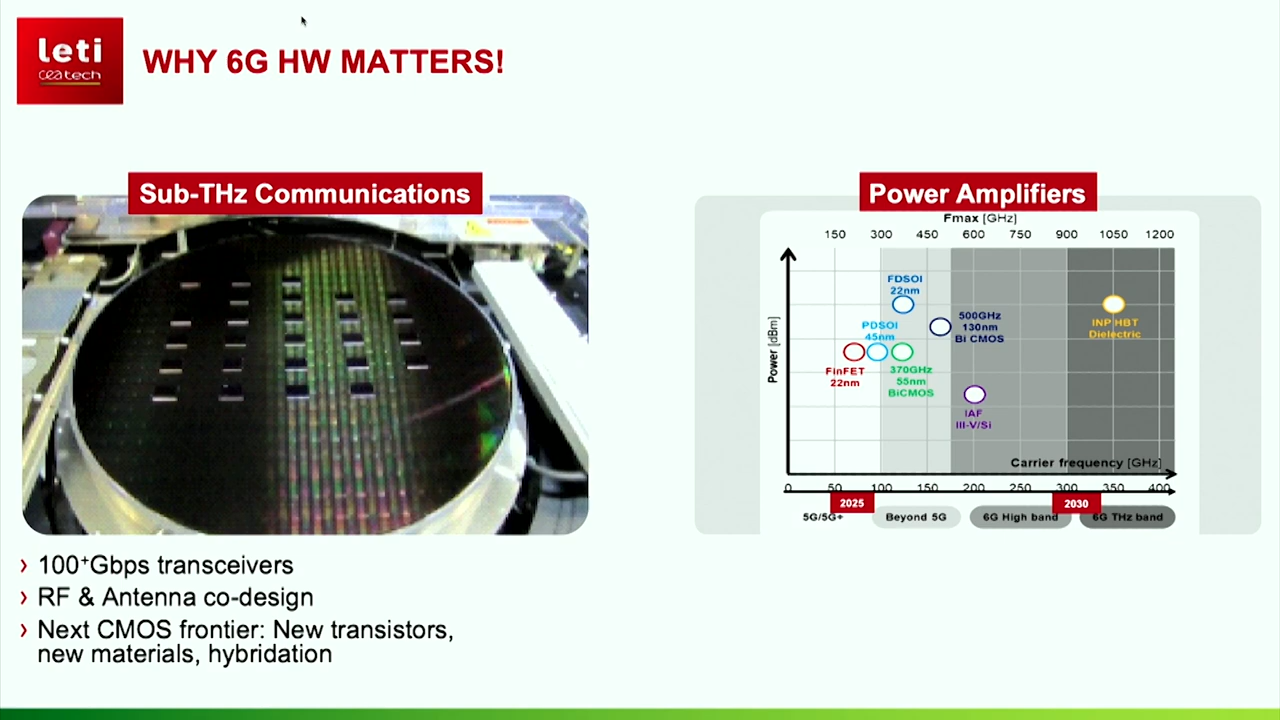 leti
ceatech
WHY 6G HW MATTERS!
Sub-THz Communications
100+Gbps transceivers
RF & Antenna co-design
Next CMOS frontier: New transistors,
new materials, hybridation
Power Amplifiers
Fmax [GHz]
150 300 450 600 750 900 1050 1200
Power [dBm]
FDSOI
22nm
PDSOI
45nm
500GHz
130nm
Bi CMOS
INP HBT
Dielectric
FinFET
22nm
370GHz
55nm
BiCMOS
IAF
III-V/Si
Carrier frequency [GHz]
0 50 100 150 200 250 300 350 400
2025 2030
5G/5G+ Beyond 5G 6G High band 6G THz band